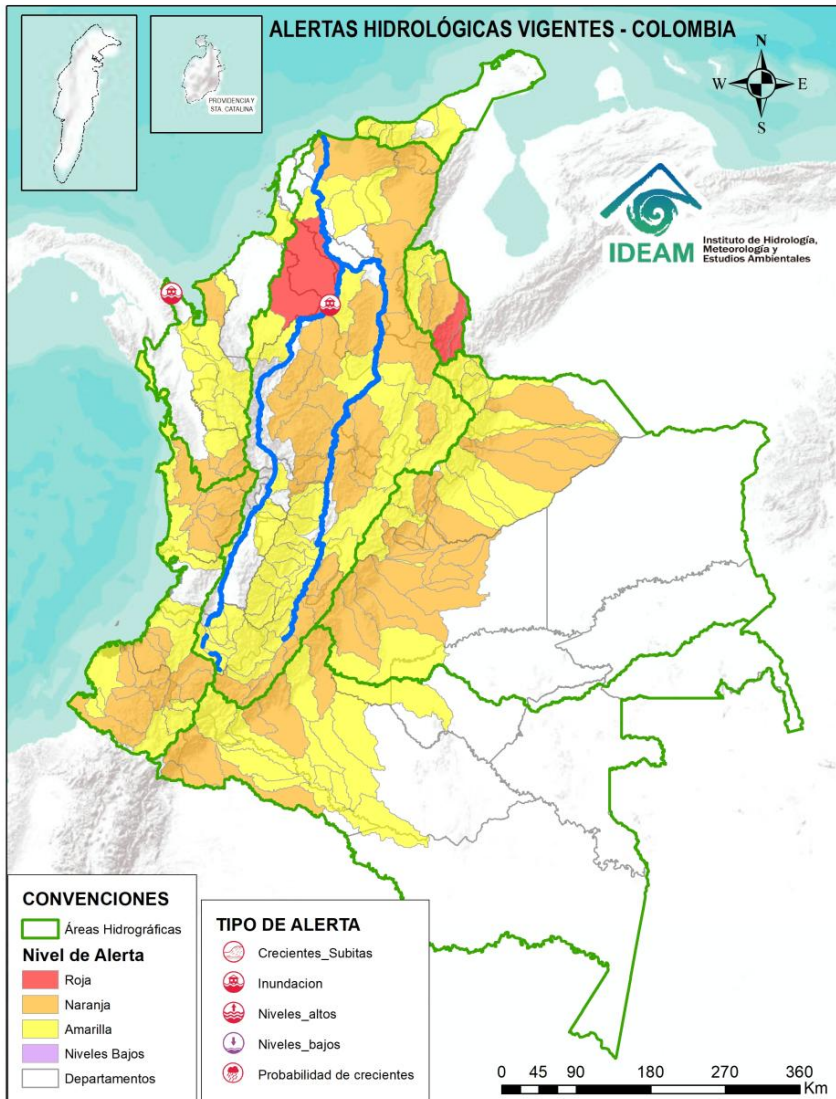 ALERTAS HIDROLÓGICAS VIGENTES - COLOMBIA
PROVIDENCIA Y
STA. CATALINA
N
W
E
S
IDEAM
Instituto de Hidrología,
Meteorología y
Estudios Ambientales
CONVENCIONES
Áreas Hidrográficas
Nivel de Alerta
Roja
Naranja
Amarilla
Niveles Bajos
Departamentos
TIPO DE ALERTA
Crecientes_Subitas
Inundacion
Niveles_altos
Niveles_bajos
Probabilidad de crecientes
0 45 90 180 270 360
Km